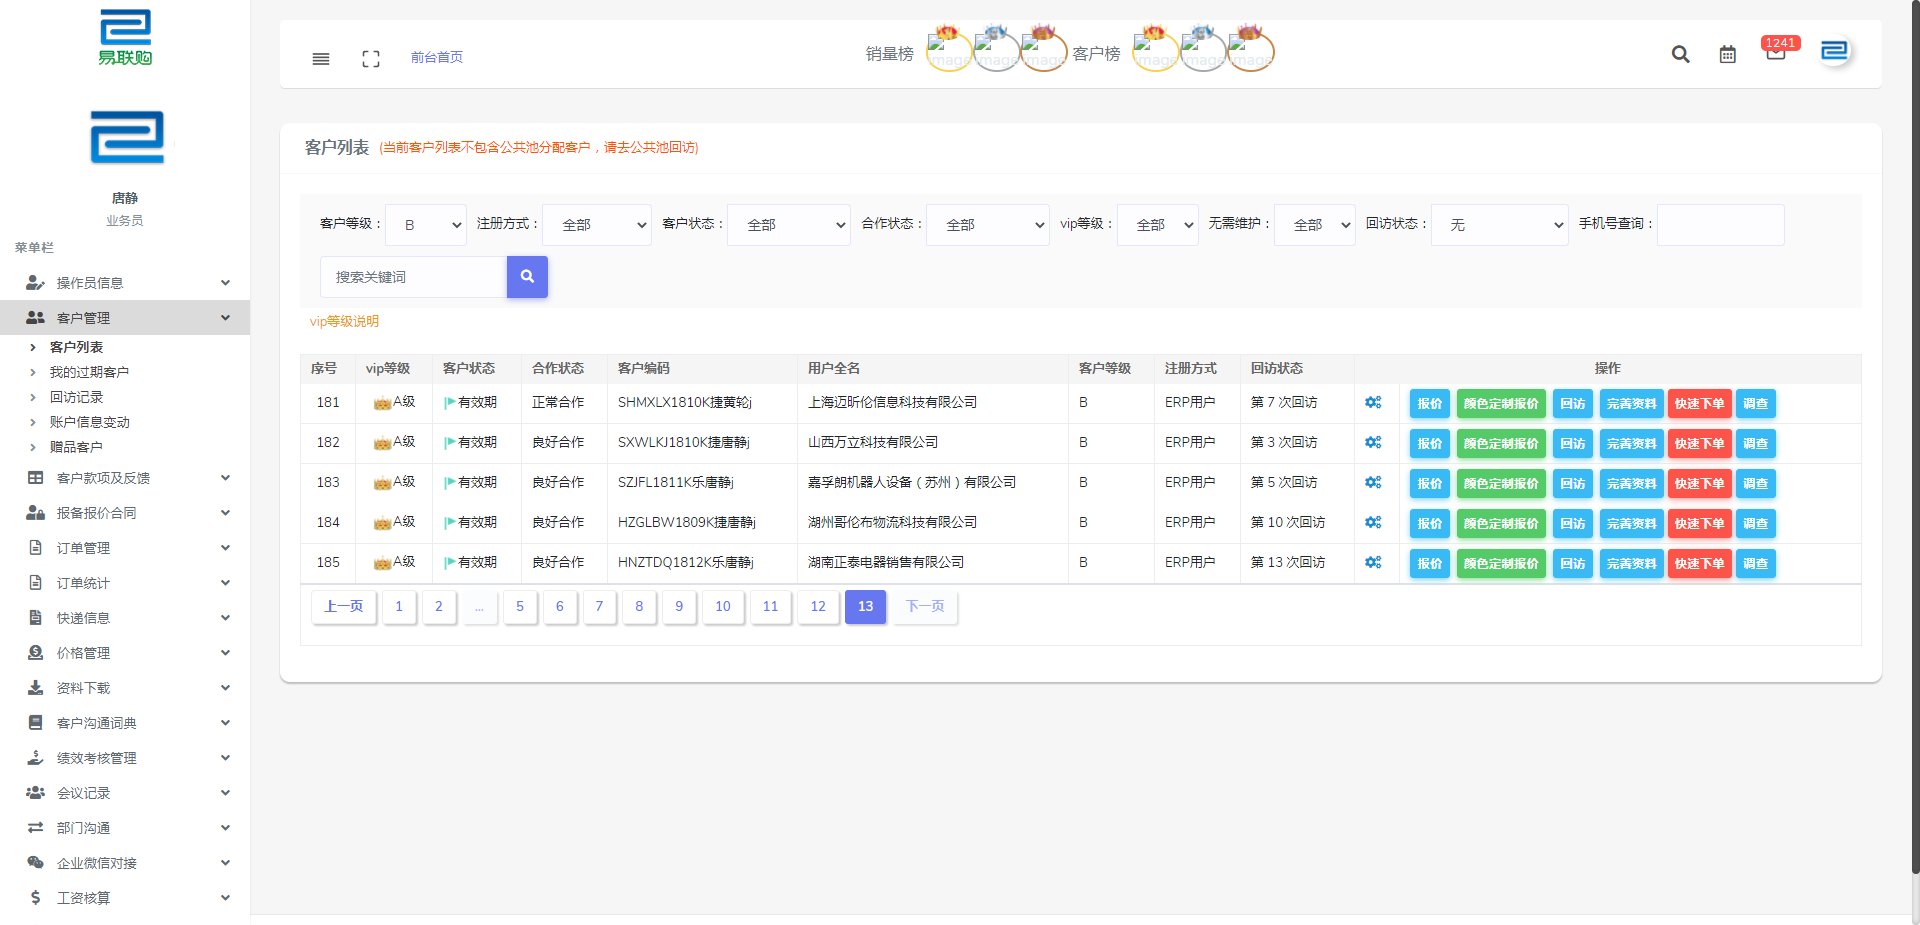 易联购
唐静
业务员
菜单栏
操作员信息
客户管理
客户列表
我的过期客户
回访记录
账户信息变动
赠品客户
客户款项及反馈
报备报价合同
订单管理
订单统计
快递信息
价格管理
资料下载
客户沟通词典
绩效考核管理
会议记录
部门沟通
企业微信对接
工资核算
前台首页
销量榜 image image image 客户榜 image image image
1241
客户列表 (当前客户列表不包含公共池分配客户，请去公共池回访)
客户等级： B 注册方式： 全部 客户状态： 全部 合作状态： 全部 vip等级： 全部 无需维护： 全部 回访状态： 无 手机号查询：
搜索关键词
vip等级说明
序号 vip等级 客户状态 合作状态 客户编码 用户全名 客户等级 注册方式 回访状态 操作
181 A级 有效期 正常合作 SHMXLX1810K捷黄轮j 上海迈昕伦信息科技有限公司 B ERP用户 第 7 次回访 报价 颜色定制报价 回访 完善资料 快速下单 调查
182 A级 有效期 良好合作 SXWLKJ1810K捷唐静j 山西万立科技有限公司 B ERP用户 第 3 次回访 报价 颜色定制报价 回访 完善资料 快速下单 调查
183 A级 有效期 良好合作 SZJFL1811K乐唐静j 嘉孚朗机器人设备（苏州）有限公司 B ERP用户 第 5 次回访 报价 颜色定制报价 回访 完善资料 快速下单 调查
184 A级 有效期 良好合作 HZGLBW1809K捷唐静j 湖州哥伦布物流科技有限公司 B ERP用户 第 10 次回访 报价 颜色定制报价 回访 完善资料 快速下单 调查
185 A级 有效期 良好合作 HNZTDQ1812K乐唐静j 湖南正泰电器销售有限公司 B ERP用户 第 13 次回访 报价 颜色定制报价 回访 完善资料 快速下单 调查
上一页 1 2 ... 5 6 7 8 9 10 11 12 13 下一页